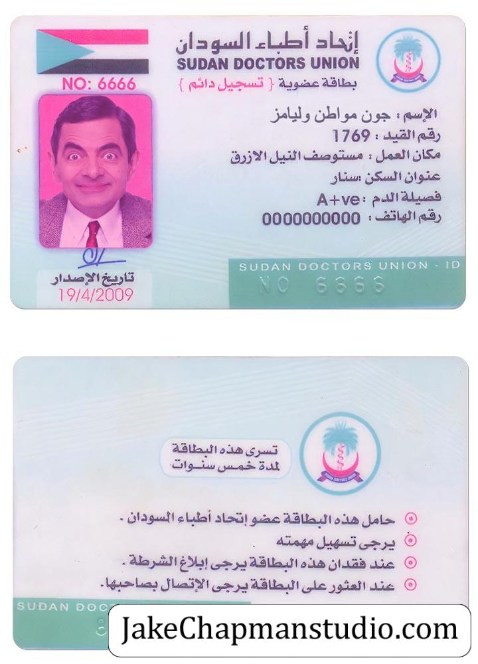 إتحاد أطباء السودان
SUDAN DOCTORS UNION
بطاقة عضوية { تسجيل دائم }
NO: 6666
الإسم : جون مواطن وليامز
رقم القيد : 1769
مكان العمل: مستوصف النيل الازرق
عنوان السكن: سنار
فصيلة الدم : A+ve
رقم الهاتف: 0000000000
تاريخ الإصدار
19/4/2009
SUDAN DOCTORS UNION - ID
NO 6666
تسرى هذه البطاقة
لمدة خمس سنوات
حامل هذه البطاقة عضو إتحاد أطباء السودان .
يرجى تسهيل مهمته
عند فقدان هذه البطاقة يرجى إبلاغ الشرطة .
عند العثور على البطاقة يرجى الإتصال بصاحبها.
SUDAN DOC
JakeChapmanstudio.com